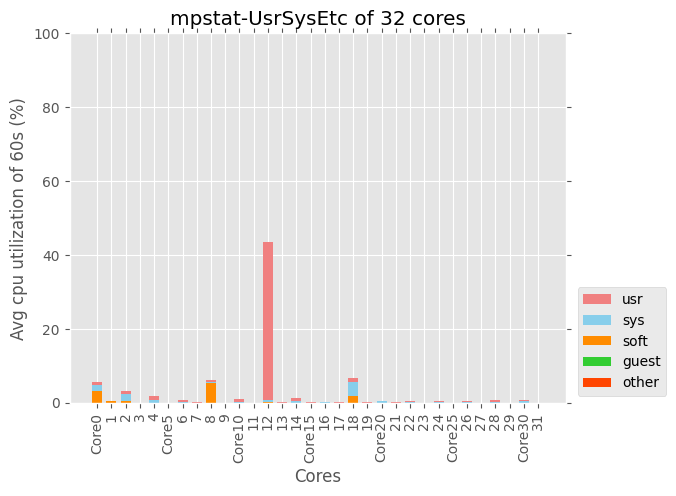 mpstat-UsrSysEtc of 32 cores
Avg cpu utilization of 60s (%)
100
80
60
40
20
0
Core0
1
2
3
4
Core5
6
7
8
9
Core10
11
12
13
14
Core15
16
17
18
19
Core20
21
22
23
24
Core25
26
27
28
29
Core30
31
Cores
usr
sys
soft
guest
other